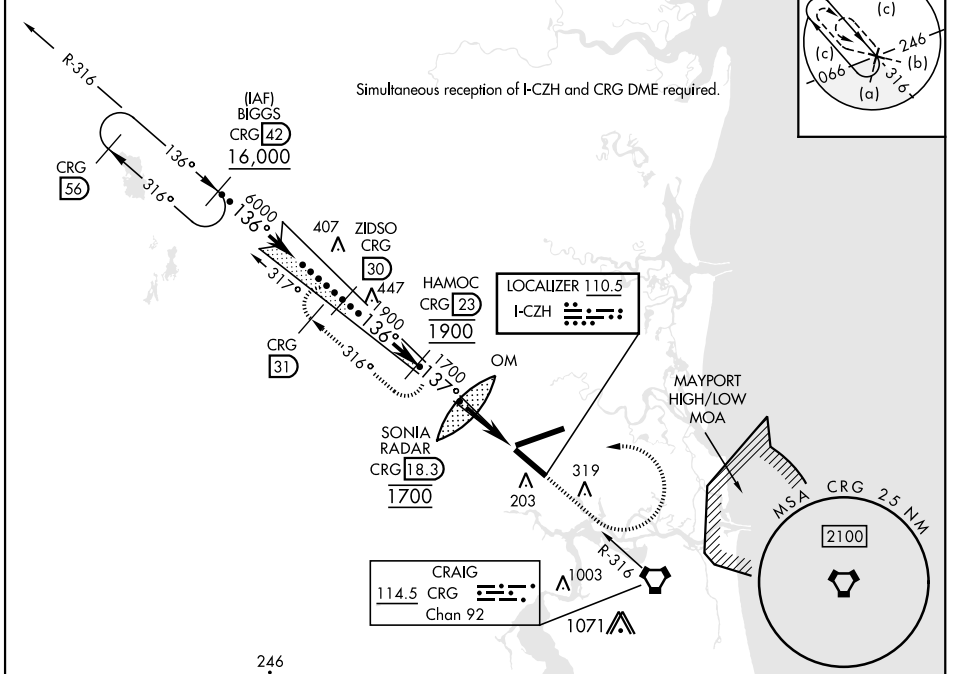 Simultaneous reception of I-CZH and CRG DME required.
R-316
(IAF)
BIGGS
CRG 42
16,000
136°
316°
CRG
56
6000
136°
407
ZIDSO
CRG
30
447
1900
136°
317°
316°
CRG
31
HAMOC
CRG 23
1900
1700
137°
OM
SONIA
RADAR
CRG 18.3
1700
LOCALIZER 110.5
I-CZH
203
319
R-316
MAYPORT
HIGH/LOW
MOA
CRAIG
114.5 CRG
Chan 92
1003
1071
246
MSA CRG 25 NM
2100
(c)
(c)
246
066
(b)
316
(a)